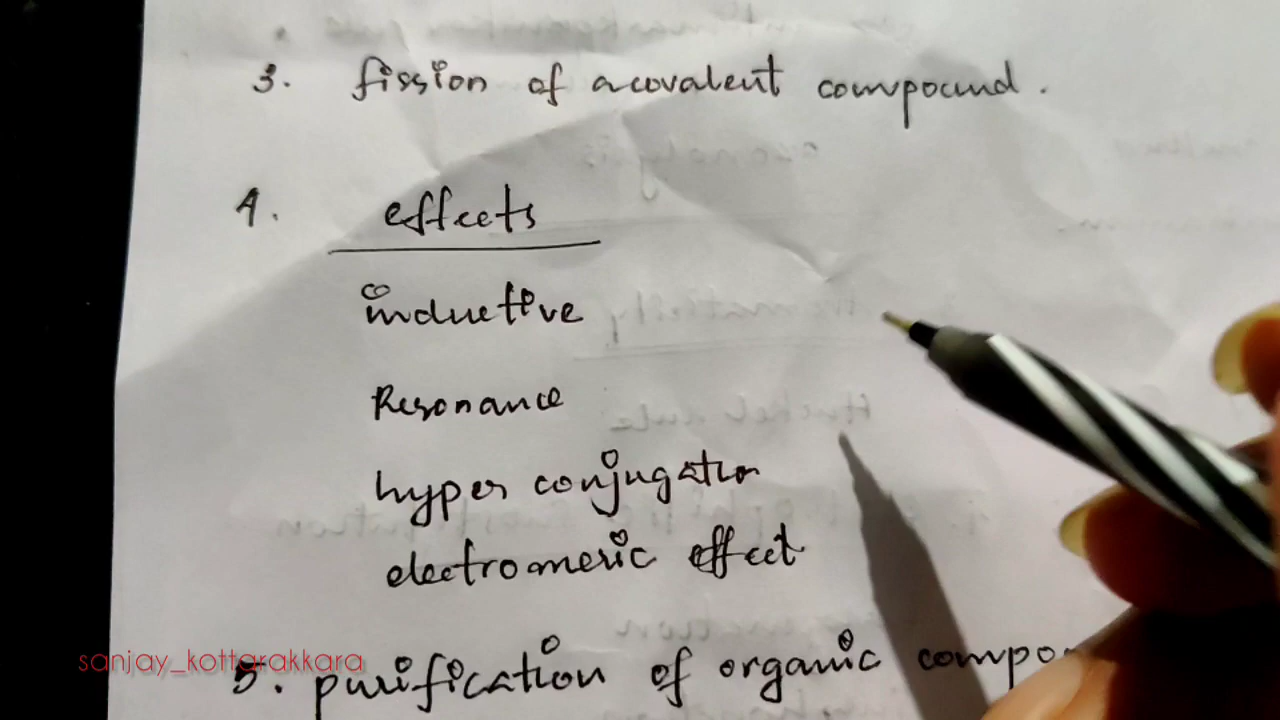 3. fission of a covalent compound.
4. effects
inductive
Resonance
hyper conjugation
electromeric effect
5. purification of organic compo
sanjay_kottarakkara